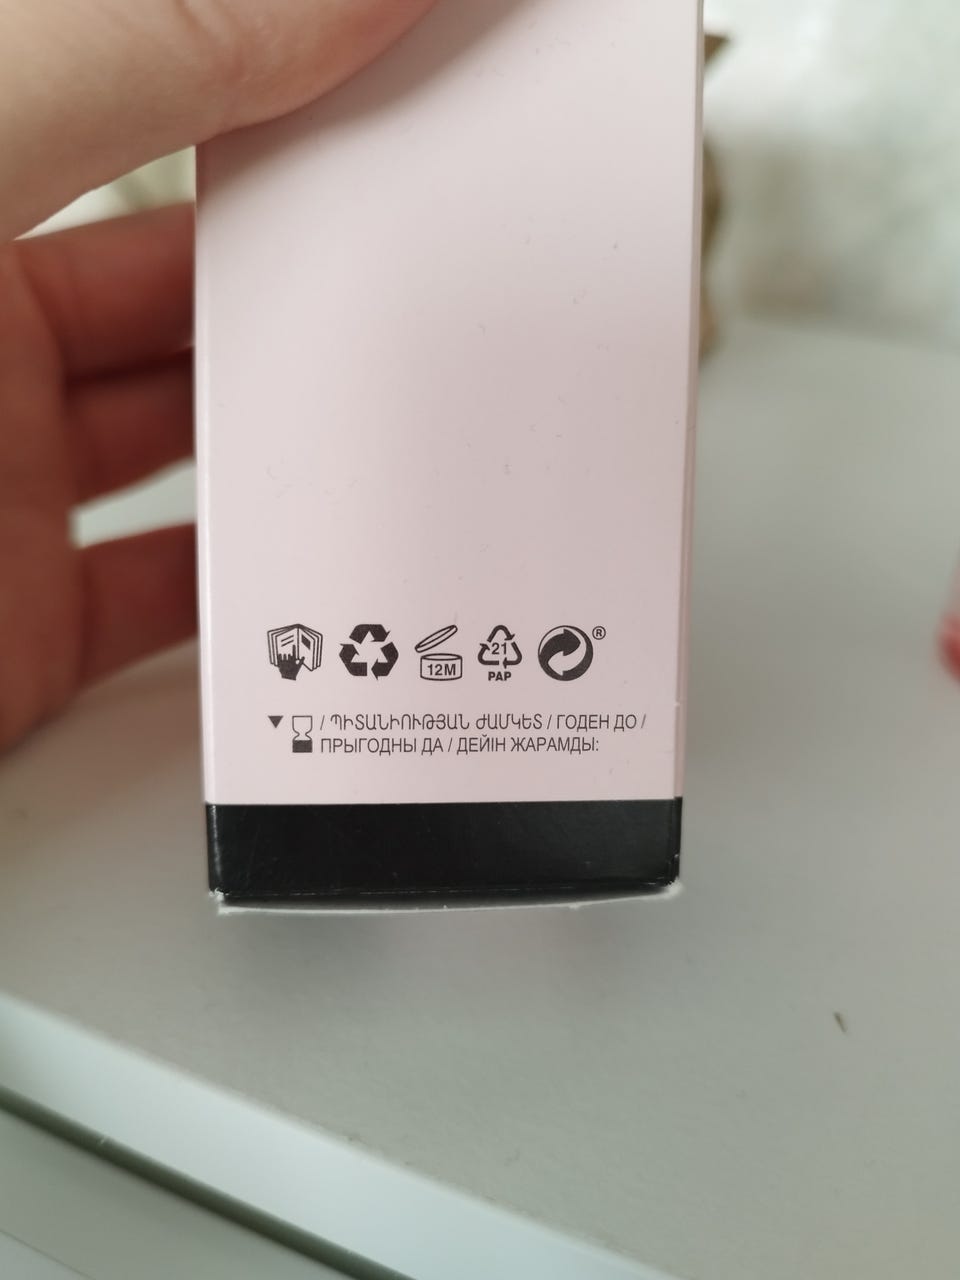 12M
21
PAP
®
/ ՊԻՏԱՆԻՈՒԹՅԱՆ ԺԱՄԿԵՏ / ГОДЕН ДО /
ПРЫГОДНЫ ДА / ДЕЙІН ЖАРАМДЫ: